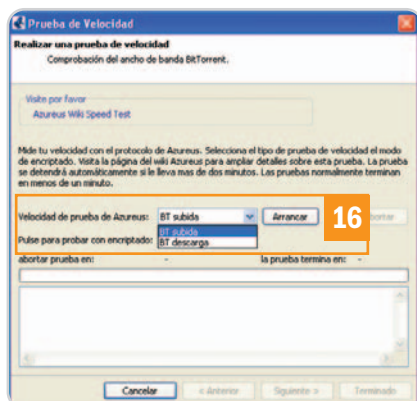 Prueba de Velocidad
Realizar una prueba de velocidad
Comprobación del ancho de banda BitTorrent.
Visite por favor
Azureus Wiki Speed Test
Mide tu velocidad con el protocolo de Azureus. Selecciona el tipo de prueba de velocidad el modo
de encriptado. Visita la página del wiki Azureus para ampliar detalles sobre esta prueba. La prueba
se detendrá automáticamente si le lleva mas de dos minutos. Las pruebas normalmente terminan
en menos de un minuto.
Velocidad de prueba de Azureus: BT subida Arrancar 16 bortar
BT subida
Pulse para probar con encriptado: BT descarga
abortar prueba en: - la prueba termina en: -
Cancelar < Anterior Siguiente > Terminado